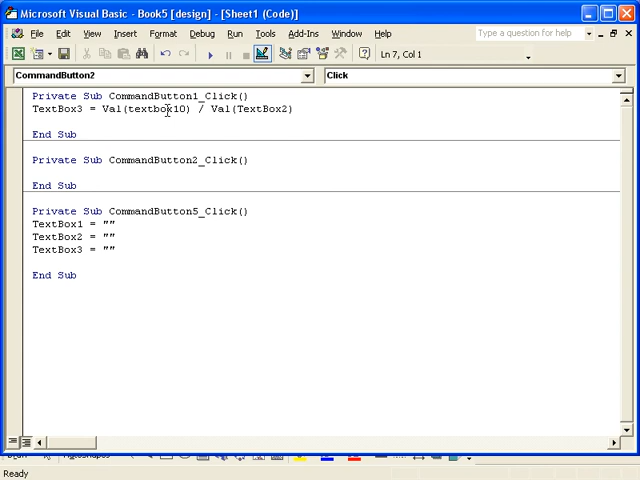 Microsoft Visual Basic - Book5 [design] - [Sheet1 (Code)]
File Edit View Insert Format Debug Run Tools Add-Ins Window Help Type a question for help
Ln 7, Col 1
CommandButton2 Click
Private Sub CommandButton1_Click()
TextBox3 = Val(textbox10) / Val(TextBox2)
End Sub
Private Sub CommandButton2_Click()
End Sub
Private Sub CommandButton5_Click()
TextBox1 = ""
TextBox2 = ""
TextBox3 = ""
End Sub
Ready